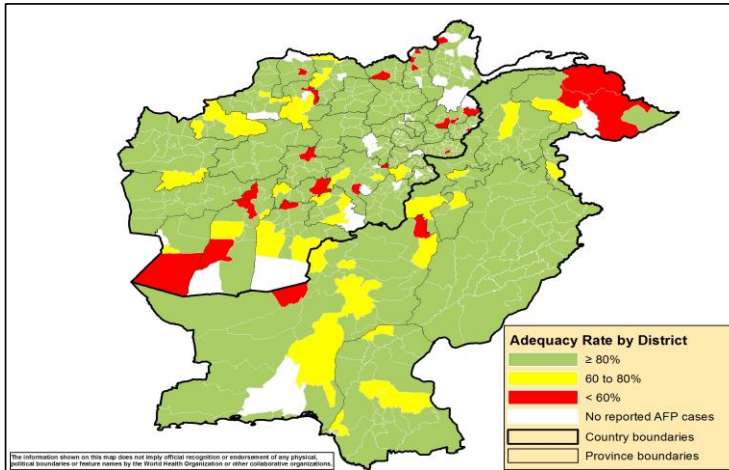 Adequacy Rate by District
≥ 80%
60 to 80%
< 60%
No reported AFP cases
Country boundaries
Province boundaries
The information shown on this map does not imply official recognition or endorsement of any physical,
political boundaries or feature names by the World Health Organization or other collaborative organizations.